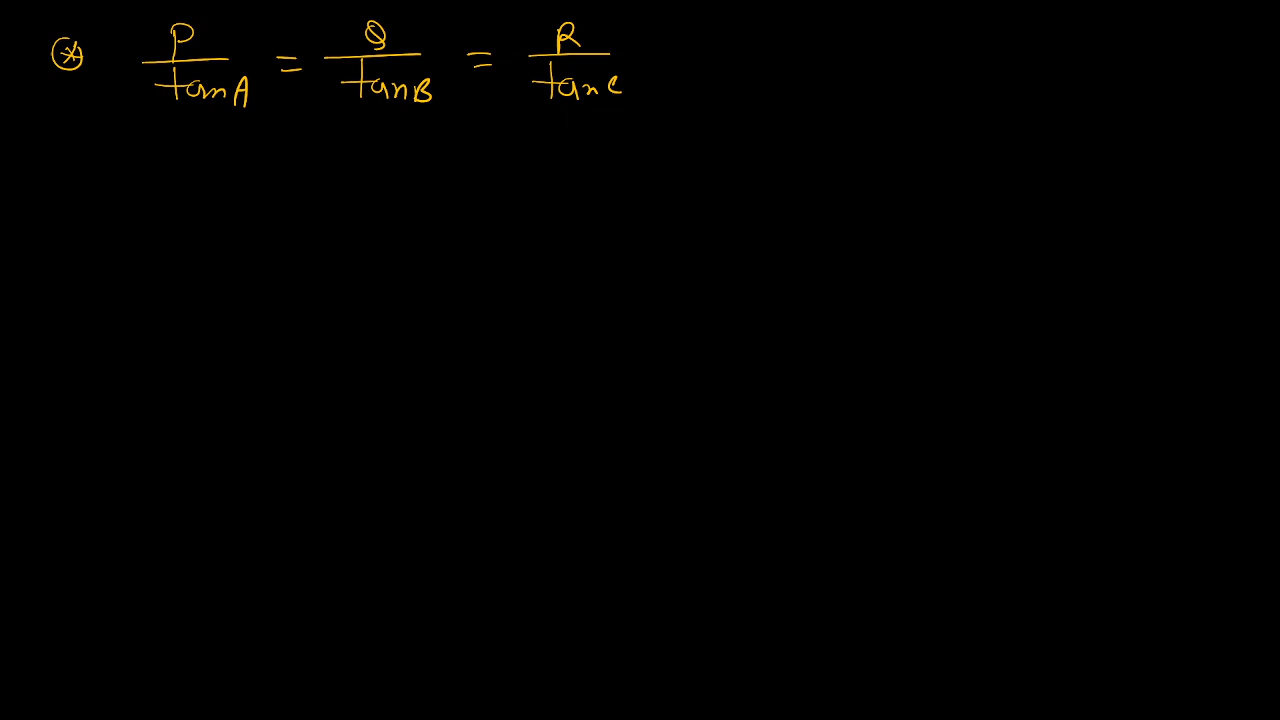 ⊛ P/tanA = Q/tanB = R/tanC